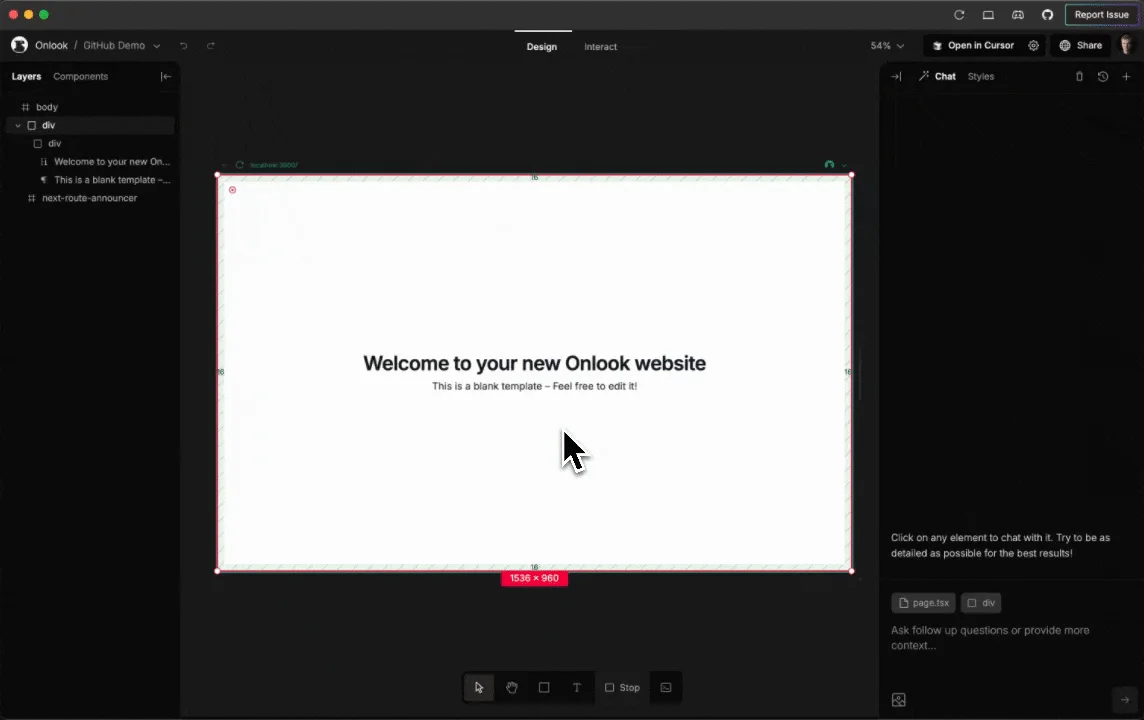 Report Issue
Onlook / GitHub Demo
Design
Interact
54%
Open in Cursor
Share
Layers
Components
Chat
Styles
body
div
div
Welcome to your new On...
This is a blank template –...
next-route-announcer
localhost:3000/
16
16
16
16
Welcome to your new Onlook website
This is a blank template – Feel free to edit it!
1536 × 960
Click on any element to chat with it. Try to be as
detailed as possible for the best results!
page.tsx
div
Ask follow up questions or provide more
context...
T
Stop